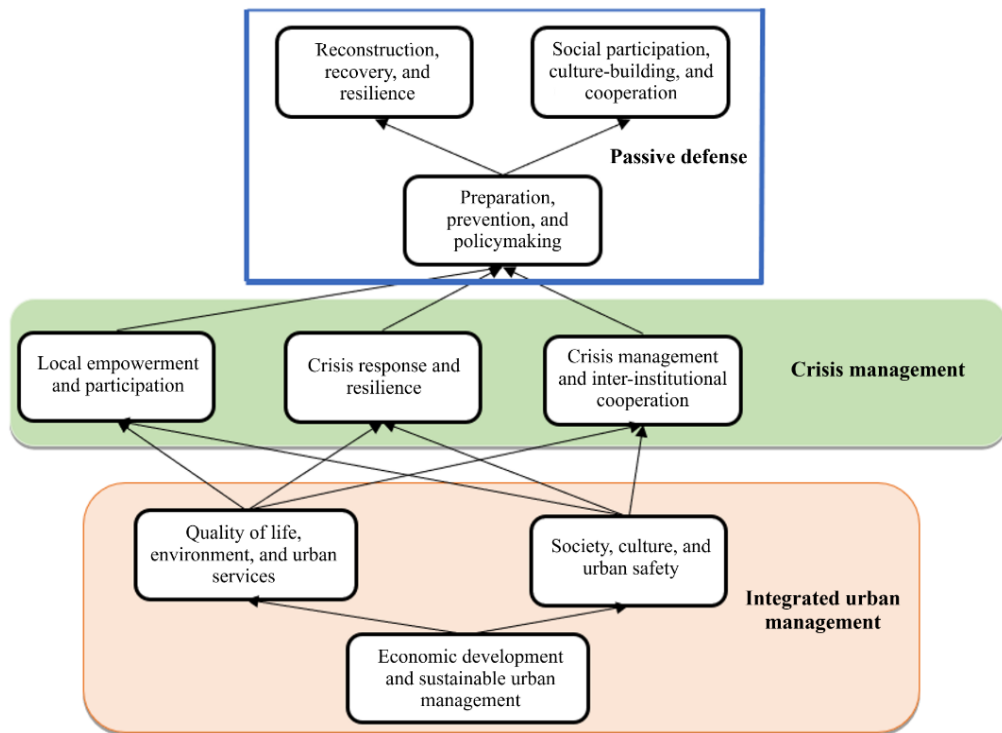 Reconstruction,
recovery, and
resilience
Social participation,
culture-building, and
cooperation
Passive defense
Preparation,
prevention, and
policymaking
Local empowerment
and participation
Crisis response and
resilience
Crisis management
and inter-institutional
cooperation
Crisis management
Quality of life,
environment, and urban
services
Society, culture, and
urban safety
Integrated urban
management
Economic development
and sustainable urban
management